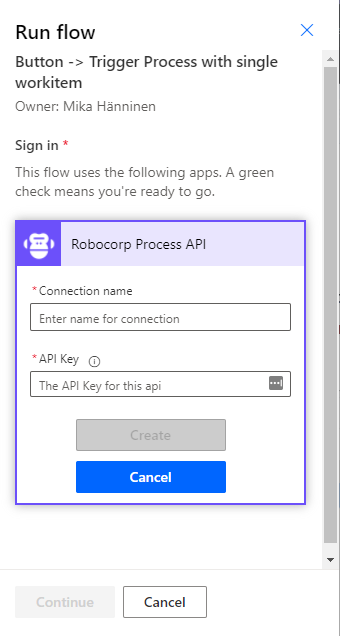 Run flow
Button -> Trigger Process with single
workitem
Owner: Mika Hänninen
Sign in *
This flow uses the following apps. A green
check means you're ready to go.
Robocorp Process API
* Connection name
Enter name for connection
* API Key
The API Key for this api
Create
Cancel
Continue
Cancel